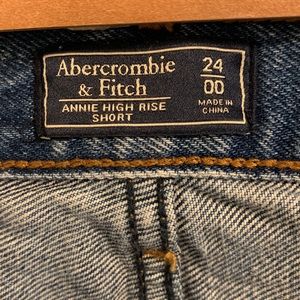 Abercrombie
& Fitch
ANNIE HIGH RISE
SHORT
24
00
MADE IN
CHINA